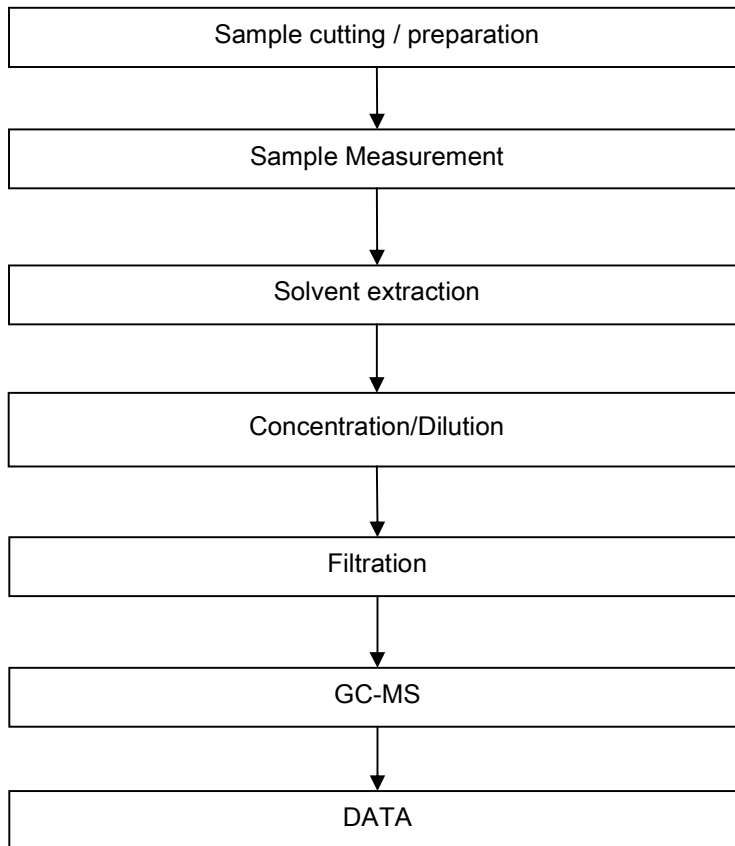 Sample cutting / preparation
Sample Measurement
Solvent extraction
Concentration/Dilution
Filtration
GC-MS
DATA